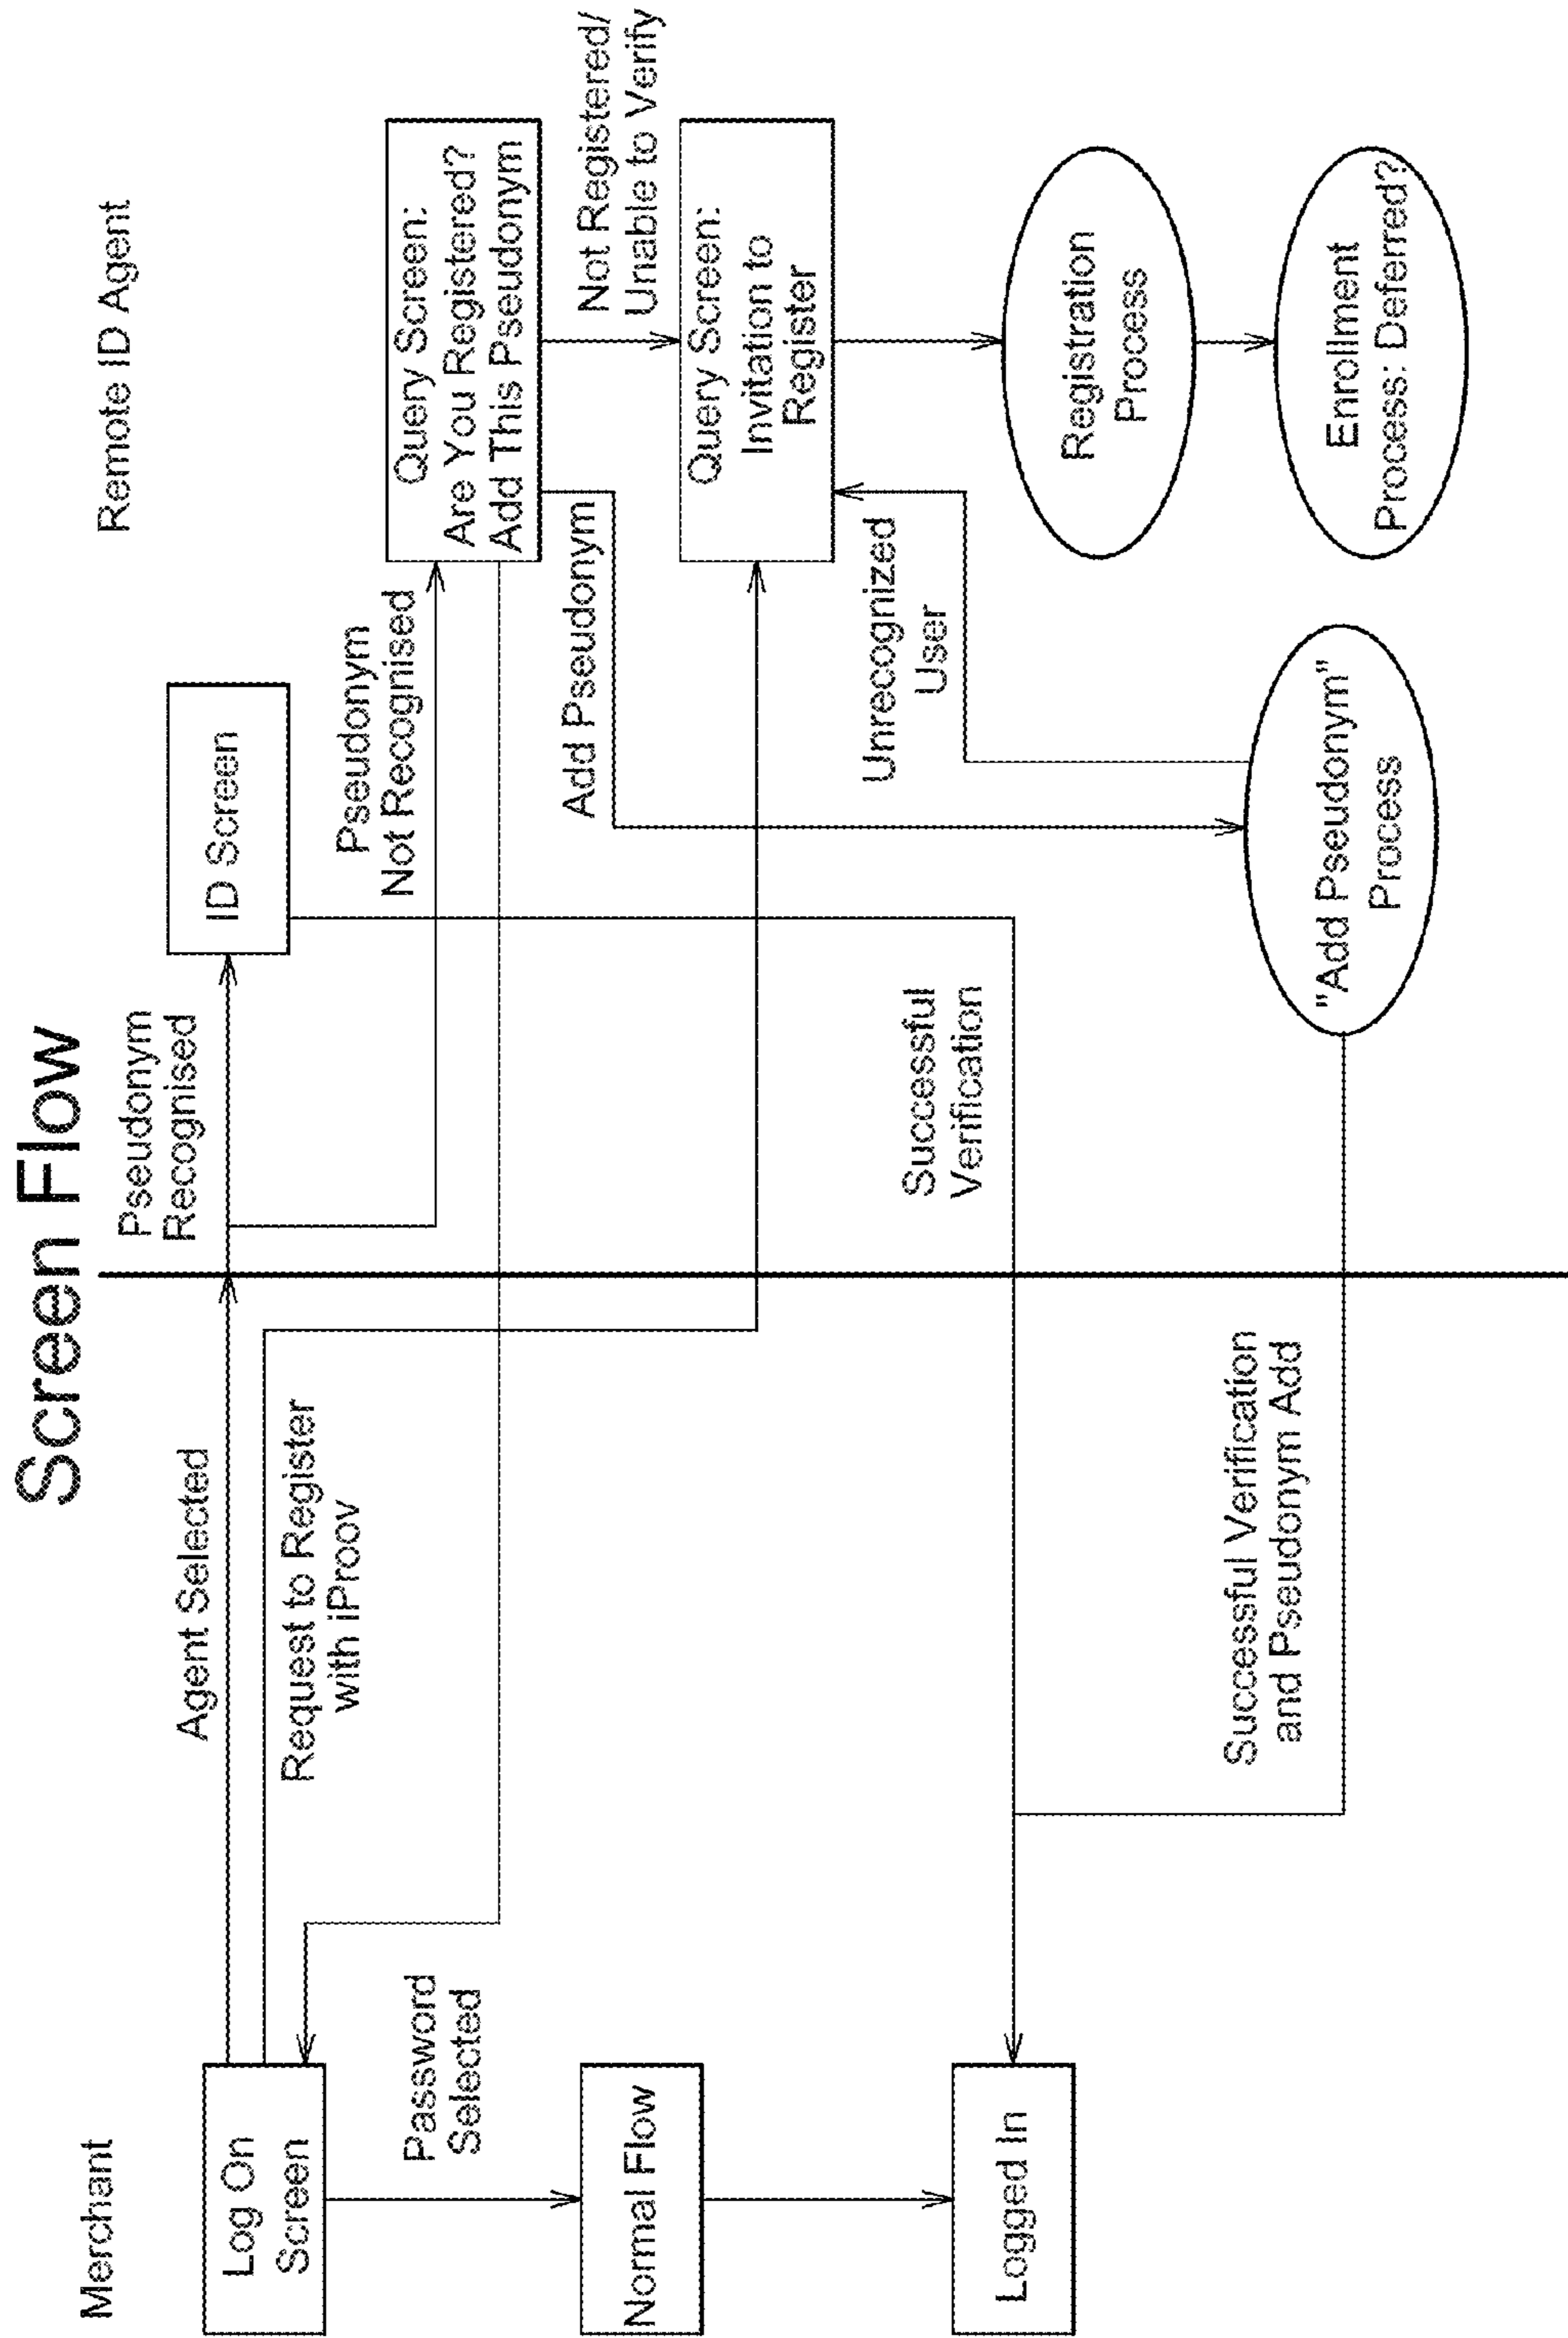 Screen Flow
Merchant
Remote ID Agent
Log On
Screen
Agent Selected
Request to Register
with iProov
Pseudonym
Recognised
ID Screen
Pseudonym
Not Recognised
Query Screen:
Are You Registered?
Add This Pseudonym
Password
Selected
Add Pseudonym
Not Registered/
Unable to Verify
Normal Flow
Query Screen:
Invitation to
Register
Successful
Verification
Unrecognized
User
Logged In
Registration
Process
Successful Verification
and Pseudonym Add
"Add Pseudonym"
Process
Enrollment
Process: Deferred?